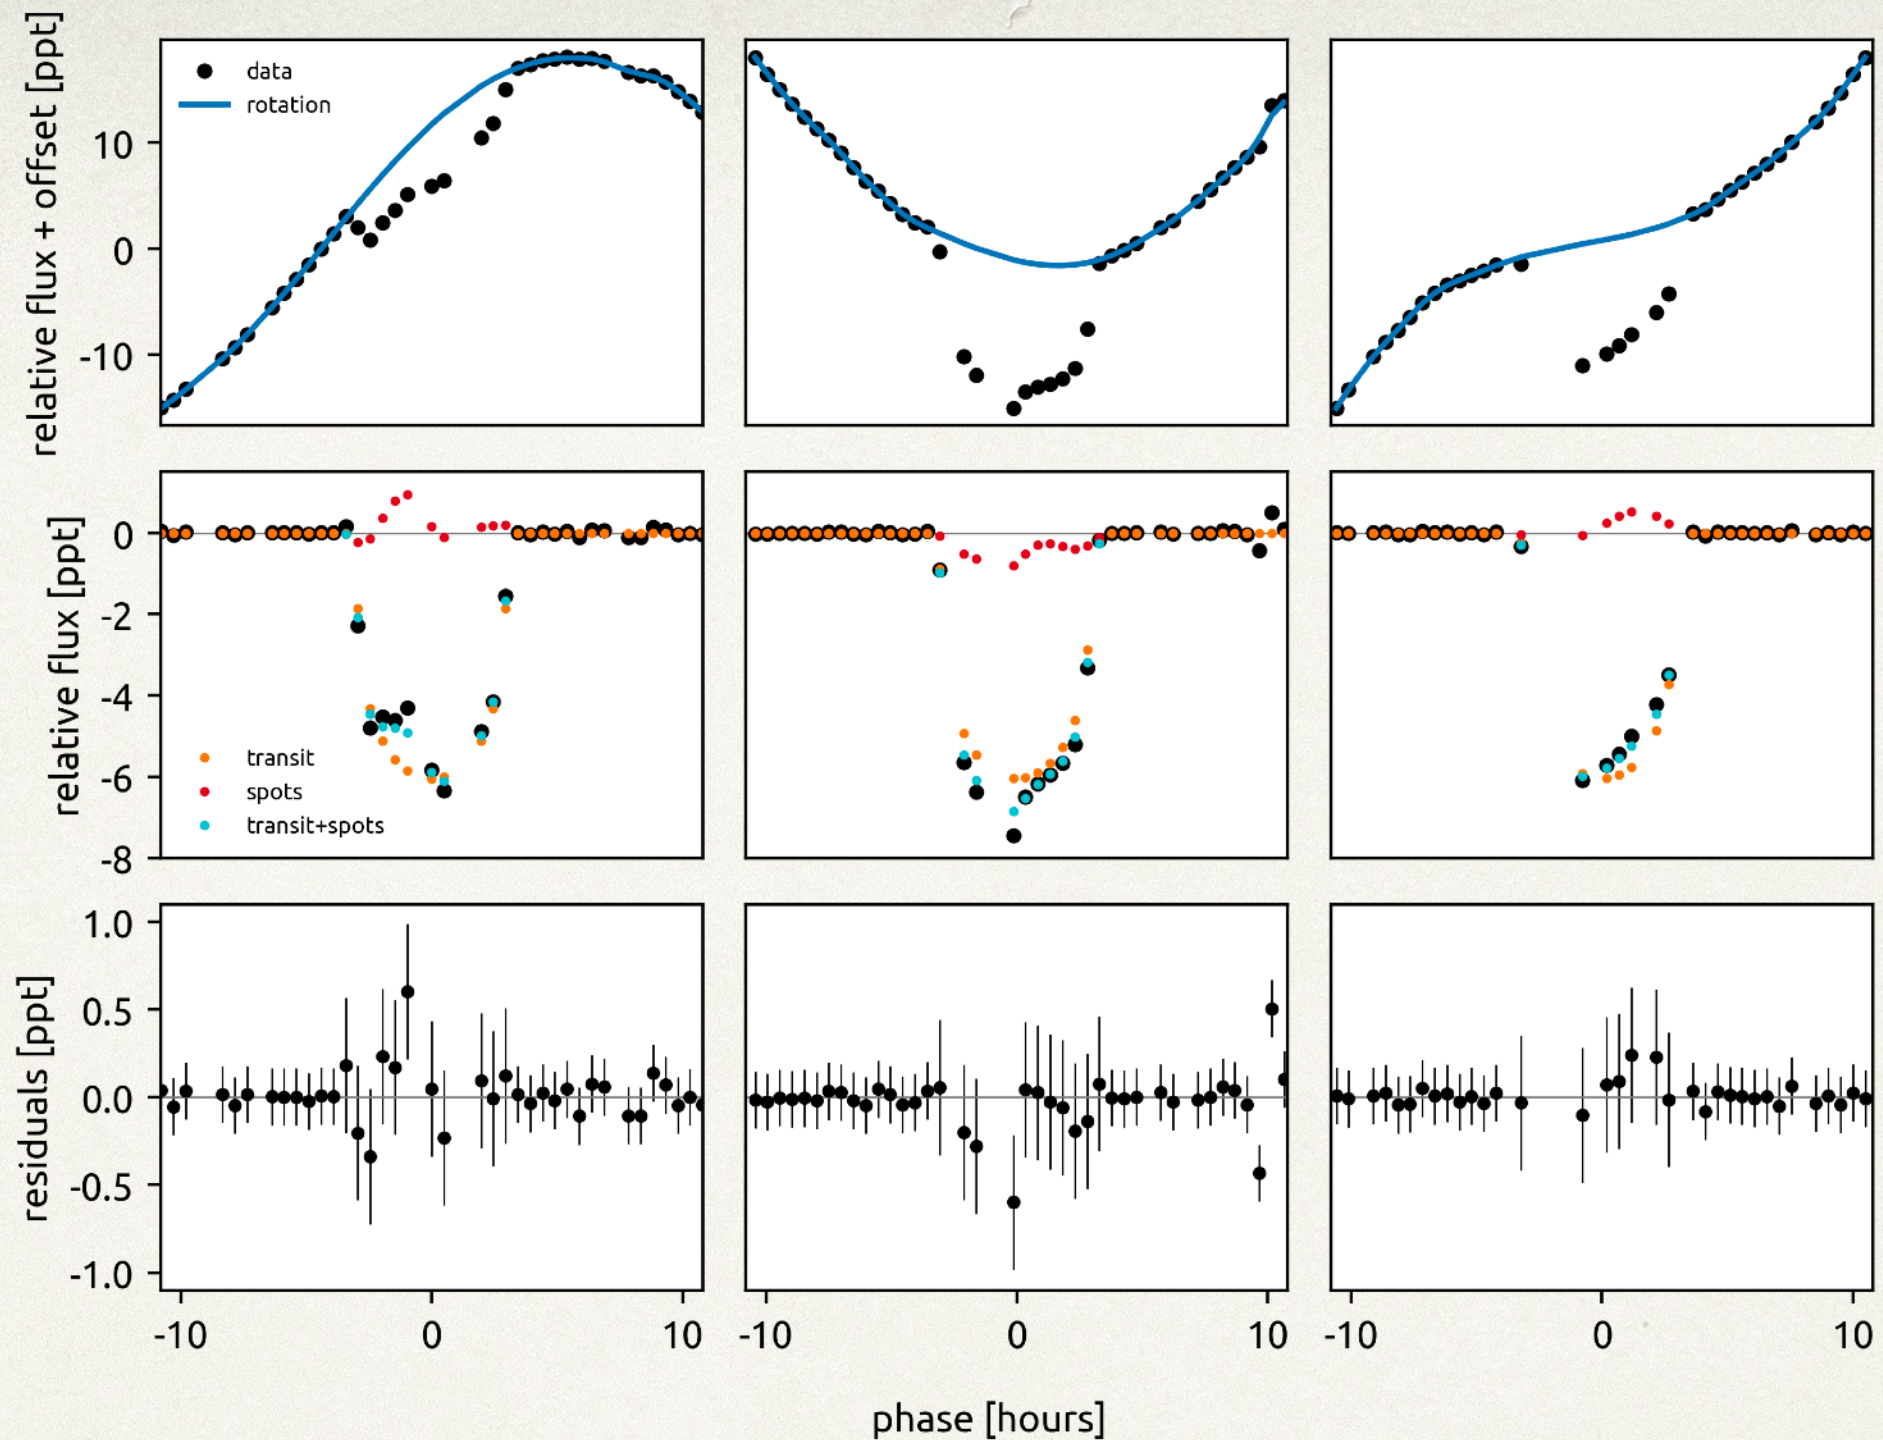 relative flux + offset [ppt]
10
0
-10
data
rotation
relative flux [ppt]
0
-2
-4
-6
-8
transit
spots
transit+spots
residuals [ppt]
1.0
0.5
0.0
-0.5
-1.0
-10 0 10
-10 0 10
-10 0 10
phase [hours]